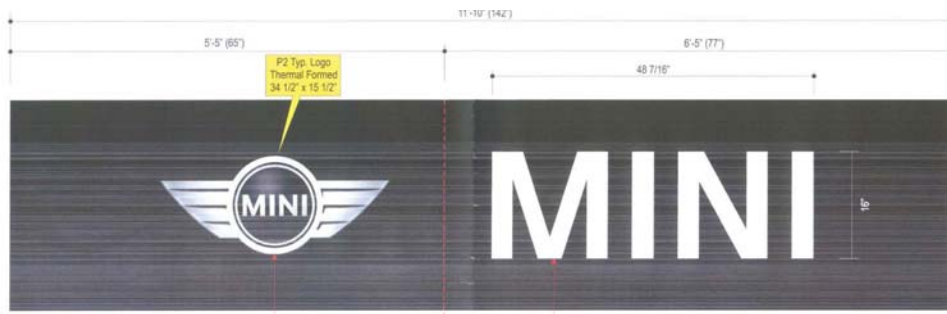 11'-10" (142")
5'-5" (65")
6'-5" (77")
P2 Typ. Logo
Thermal Formed
34 1/2" x 15 1/2"
48 7/16"
MINI
MINI
16"